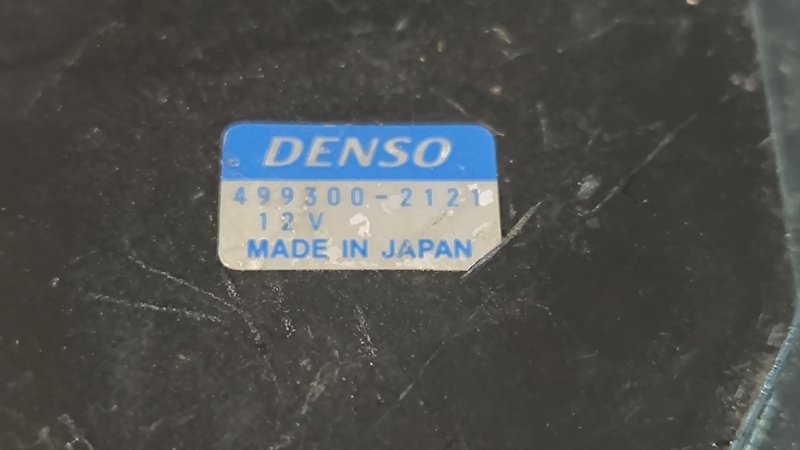 DENSO
499300-2121
12V
MADE IN JAPAN